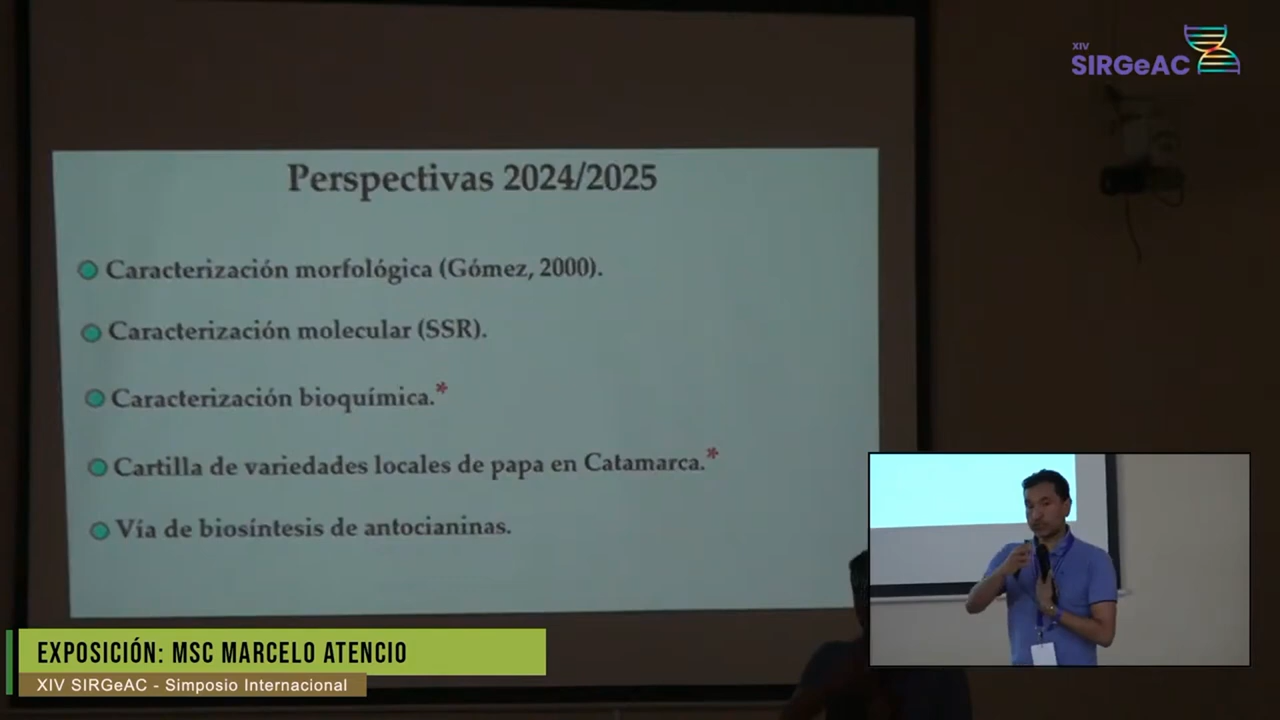 XIV
SIRGeAC
Perspectivas 2024/2025
Caracterización morfológica (Gómez, 2000).
Caracterización molecular (SSR).
Caracterización bioquímica.*
Cartilla de variedades locales de papa en Catamarca.*
Vía de biosíntesis de antocianinas.
EXPOSICIÓN: MSC MARCELO ATENCIO
XIV SIRGeAC - Simposio Internacional